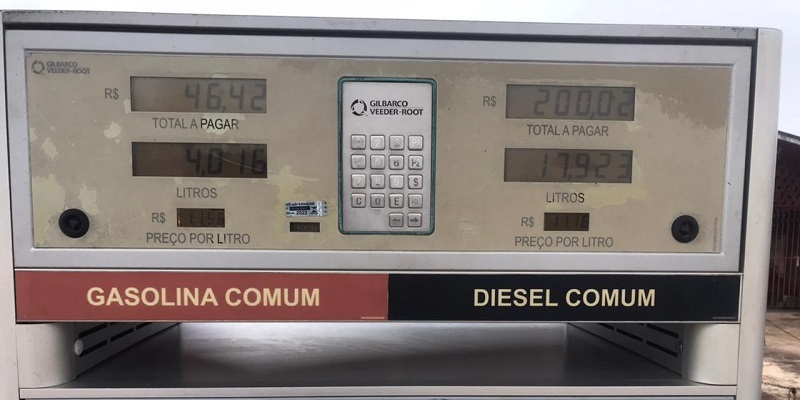 GILBARCO
VEEDER-ROOT
R$ 46,42
TOTAL A PAGAR
4,016
LITROS
R$
PREÇO POR LITRO
GILBARCO
VEEDER-ROOT
$
C 0 E
R$ 200,02
TOTAL A PAGAR
17,923
LITROS
R$
PREÇO POR LITRO
GASOLINA COMUM
DIESEL COMUM